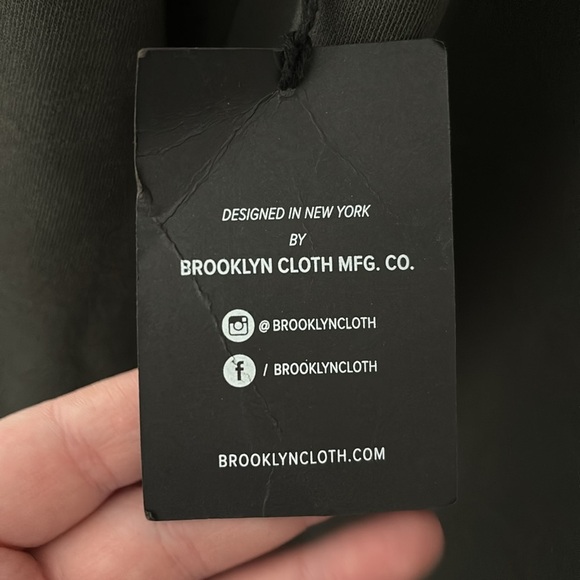 DESIGNED IN NEW YORK
BY
BROOKLYN CLOTH MFG. CO.
@BROOKLYNCLOTH
f / BROOKLYNCLOTH
BROOKLYNCLOTH.COM